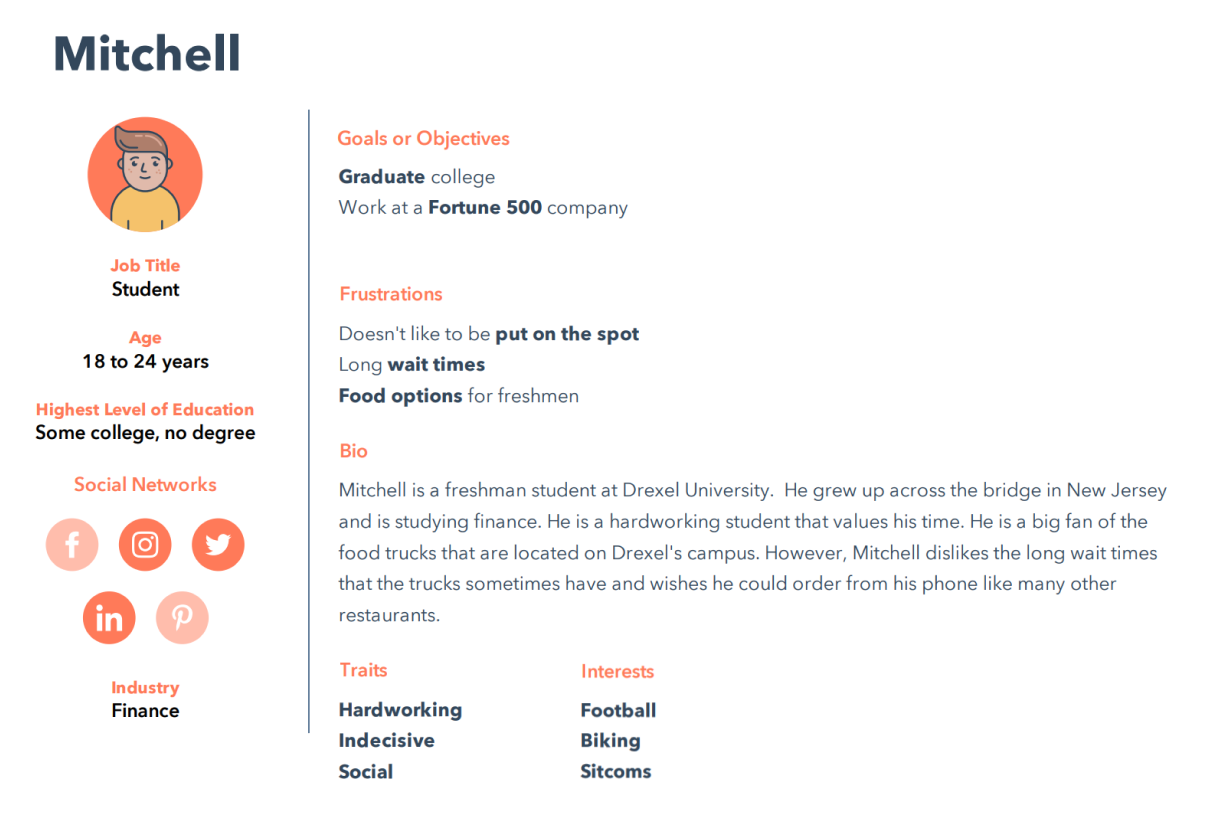 Mitchell
Job Title
Student
Age
18 to 24 years
Highest Level of Education
Some college, no degree
Social Networks
f
in
Industry
Finance
Goals or Objectives
Graduate college
Work at a Fortune 500 company
Frustrations
Doesn't like to be put on the spot
Long wait times
Food options for freshmen
Bio
Mitchell is a freshman student at Drexel University.  He grew up across the bridge in New Jersey
and is studying finance. He is a hardworking student that values his time. He is a big fan of the
food trucks that are located on Drexel's campus. However, Mitchell dislikes the long wait times
that the trucks sometimes have and wishes he could order from his phone like many other
restaurants.
Traits
Hardworking
Indecisive
Social
Interests
Football
Biking
Sitcoms